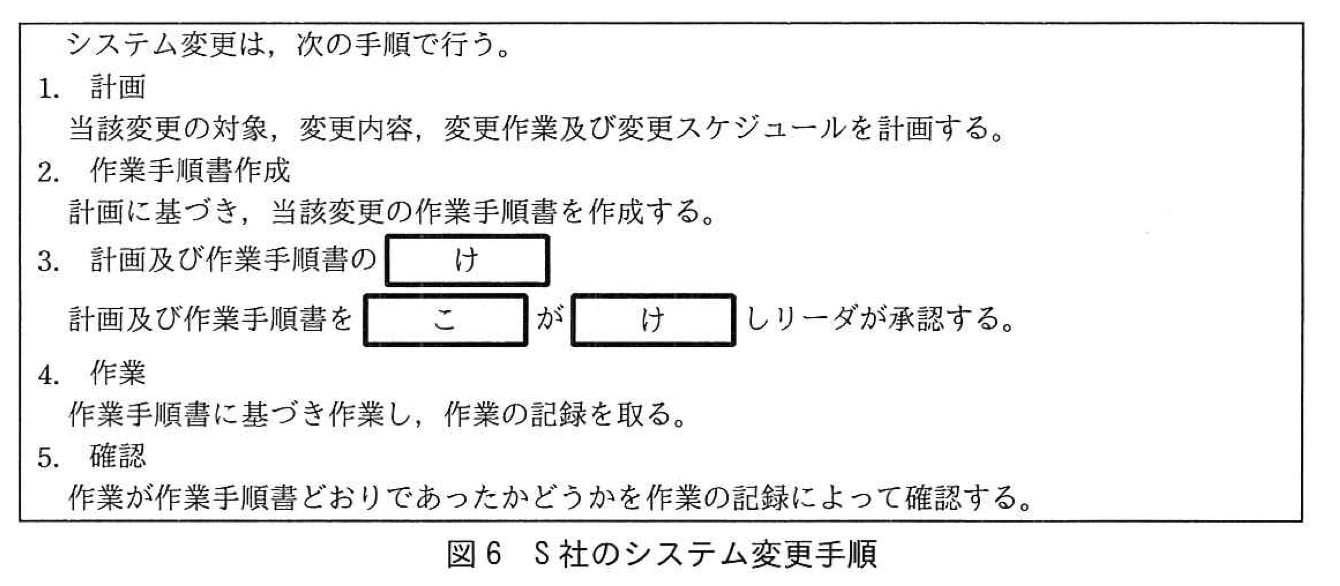 システム変更は，次の手順で行う。
1. 計画
当該変更の対象，変更内容，変更作業及び変更スケジュールを計画する。
2. 作業手順書作成
計画に基づき，当該変更の作業手順書を作成する。
3. 計画及び作業手順書の け
計画及び作業手順書を こ が け しリーダが承認する。
4. 作業
作業手順書に基づき作業し，作業の記録を取る。
5. 確認
作業が作業手順書どおりであったかどうかを作業の記録によって確認する。
図6 S社のシステム変更手順